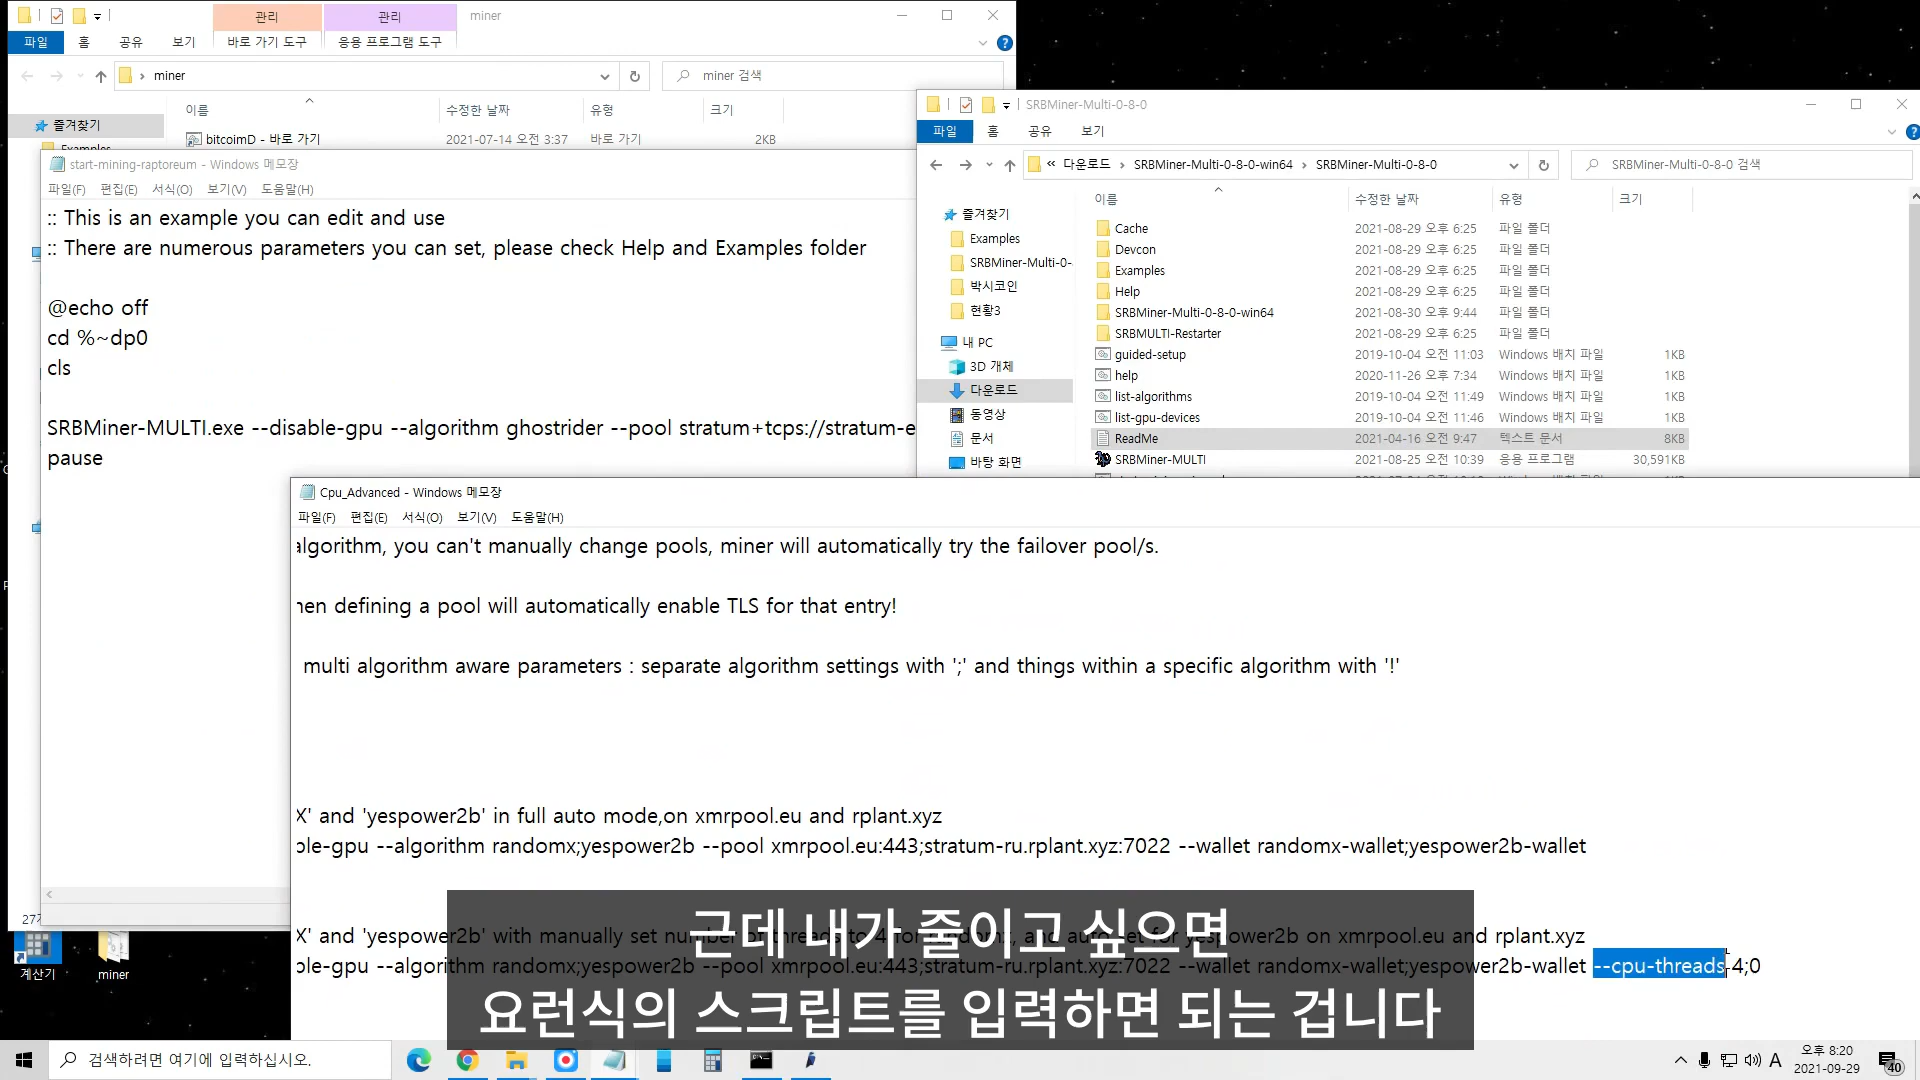 관리
관리
miner
파일
홈
공유
보기
바로 가기 도구
응용 프로그램 도구
miner
miner 검색
이름
수정한 날짜
유형
크기
즐겨찾기
Examples
bitcoimD - 바로 가기
2021-07-14 오전 3:37
바로 가기
2KB
start-mining-raptoreum - Windows 메모장
파일(F) 편집(E) 서식(O) 보기(V) 도움말(H)
:: This is an example you can edit and use
:: There are numerous parameters you can set, please check Help and Examples folder
@echo off
cd %~dp0
cls
SRBMiner-MULTI.exe --disable-gpu --algorithm ghostrider --pool stratum+tcps://stratum-e
pause
SRBMiner-Multi-0-8-0
파일
홈
공유
보기
« 다운로드 › SRBMiner-Multi-0-8-0-win64 › SRBMiner-Multi-0-8-0
SRBMiner-Multi-0-8-0 검색
이름 수정한 날짜 유형 크기
즐겨찾기
Examples
SRBMiner-Multi-0-
박시코인
현황3
내 PC
3D 개체
다운로드
동영상
문서
바탕 화면
Cache 2021-08-29 오후 6:25 파일 폴더
Devcon 2021-08-29 오후 6:25 파일 폴더
Examples 2021-08-29 오후 6:25 파일 폴더
Help 2021-08-29 오후 6:25 파일 폴더
SRBMiner-Multi-0-8-0-win64 2021-08-30 오후 9:44 파일 폴더
SRBMULTI-Restarter 2021-08-29 오후 6:25 파일 폴더
guided-setup 2019-10-04 오전 11:03 Windows 배치 파일 1KB
help 2020-11-26 오후 7:34 Windows 배치 파일 1KB
list-algorithms 2019-10-04 오전 11:49 Windows 배치 파일 1KB
list-gpu-devices 2019-10-04 오전 11:46 Windows 배치 파일 1KB
ReadMe 2021-04-16 오전 9:47 텍스트 문서 8KB
SRBMiner-MULTI 2021-08-25 오전 10:39 응용 프로그램 30,591KB
Cpu_Advanced - Windows 메모장
파일(F) 편집(E) 서식(O) 보기(V) 도움말(H)
algorithm, you can't manually change pools, miner will automatically try the failover pool/s.
hen defining a pool will automatically enable TLS for that entry!
multi algorithm aware parameters : separate algorithm settings with ';' and things within a specific algorithm with '!'
X' and 'yespower2b' in full auto mode,on xmrpool.eu and rplant.xyz
ble-gpu --algorithm randomx;yespower2b --pool xmrpool.eu:443;stratum-ru.rplant.xyz:7022 --wallet randomx-wallet;yespower2b-wallet
X' and 'yespower2b' with manually set number of threads to 4 for randomx, and auto set for yespower2b on xmrpool.eu and rplant.xyz
ble-gpu --algorithm randomx;yespower2b --pool xmrpool.eu:443;stratum-ru.rplant.xyz:7022 --wallet randomx-wallet;yespower2b-wallet --cpu-threads 4;0
근데 내가 줄이고 싶으면
요런식의 스크립트를 입력하면 되는 겁니다
계산기
miner
검색하려면 여기에 입력하십시오.
A
오후 8:20
2021-09-29
40